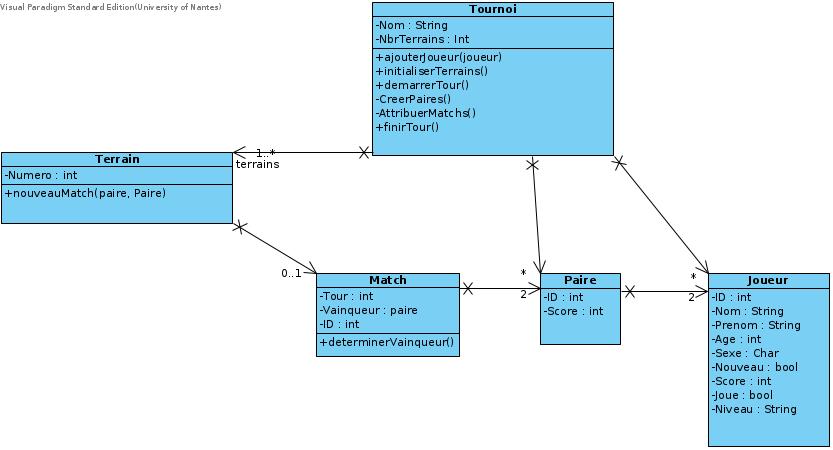 Visual Paradigm Standard Edition(University of Nantes)
Tournoi
-Nom : String
-NbrTerrains : Int
+ajouterJoueur(joueur)
+initialiserTerrains()
+demarrerTour()
-CreerPaires()
-AttribuerMatchs()
+finirTour()
1..*
terrains
Terrain
-Numero : int
+nouveauMatch(paire, Paire)
0..1
Match
-Tour : int
-Vainqueur : paire
-ID : int
+determinerVainqueur()
*
2
Paire
-ID : int
-Score : int
*
2
Joueur
-ID : int
-Nom : String
-Prenom : String
-Age : int
-Sexe : Char
-Nouveau : bool
-Score : int
-Joue : bool
-Niveau : String